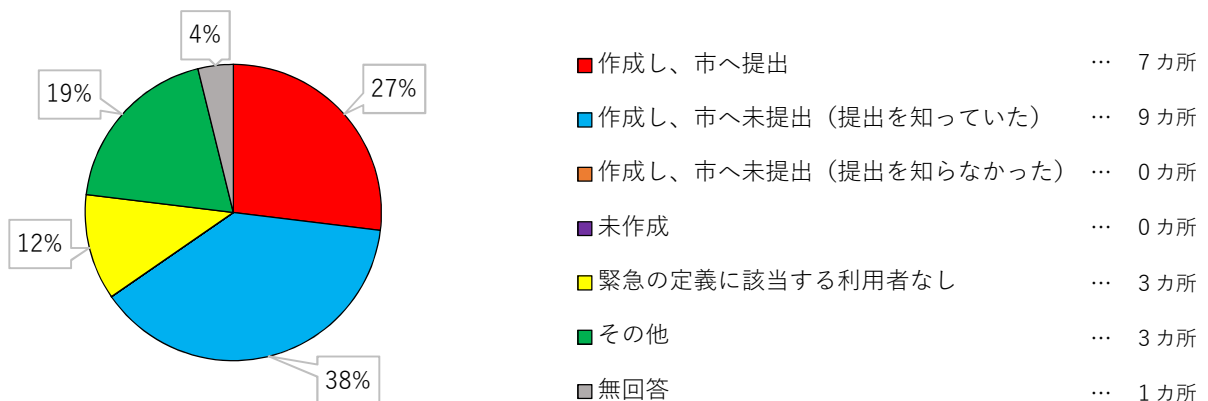 4%
19%
27%
12%
38%
作成し、市へ提出 … 7カ所
作成し、市へ未提出（提出を知っていた） … 9カ所
作成し、市へ未提出（提出を知らなかった） … 0カ所
未作成 … 0カ所
緊急の定義に該当する利用者なし … 3カ所
その他 … 3カ所
無回答 … 1カ所